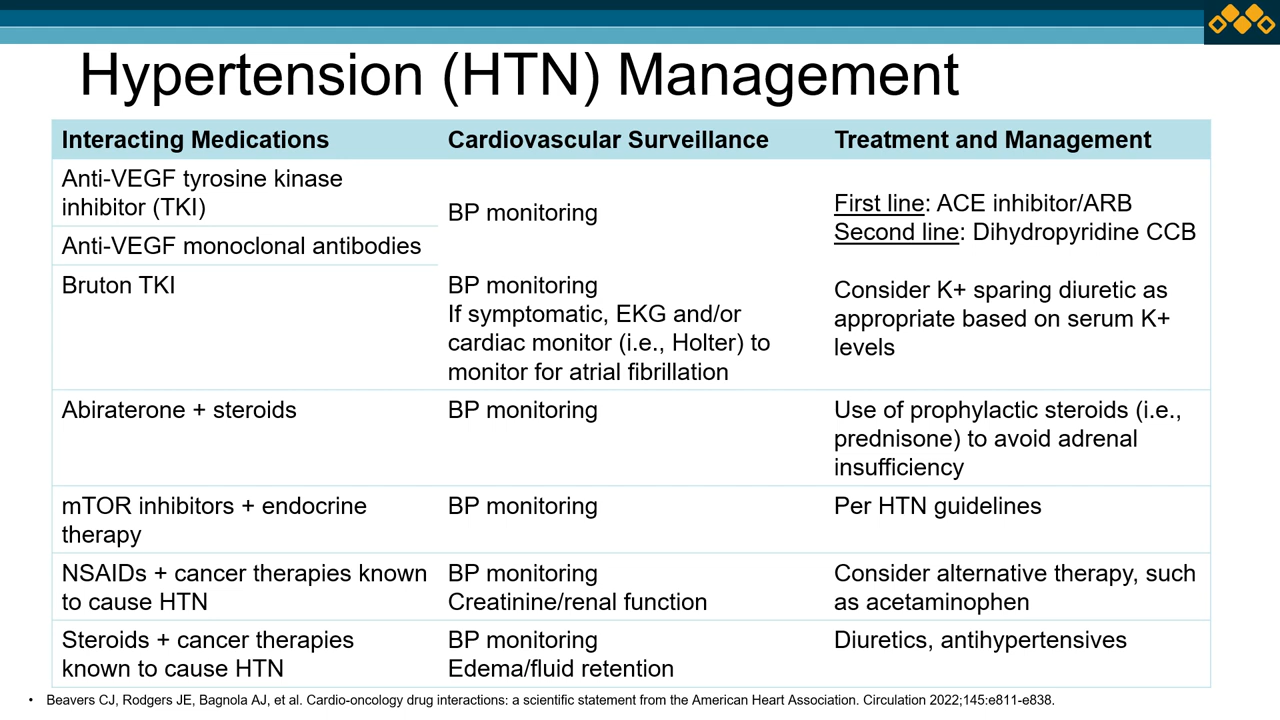 Hypertension (HTN) Management
Interacting Medications
Cardiovascular Surveillance
Treatment and Management
Anti-VEGF tyrosine kinase
inhibitor (TKI)
Anti-VEGF monoclonal antibodies
BP monitoring
First line: ACE inhibitor/ARB
Second line: Dihydropyridine CCB
Consider K+ sparing diuretic as
appropriate based on serum K+
levels
Bruton TKI
BP monitoring
If symptomatic, EKG and/or
cardiac monitor (i.e., Holter) to
monitor for atrial fibrillation
Abiraterone + steroids
BP monitoring
Use of prophylactic steroids (i.e.,
prednisone) to avoid adrenal
insufficiency
mTOR inhibitors + endocrine
therapy
BP monitoring
Per HTN guidelines
NSAIDs + cancer therapies known
to cause HTN
BP monitoring
Creatinine/renal function
Consider alternative therapy, such
as acetaminophen
Steroids + cancer therapies
known to cause HTN
BP monitoring
Edema/fluid retention
Diuretics, antihypertensives
• Beavers CJ, Rodgers JE, Bagnola AJ, et al. Cardio-oncology drug interactions: a scientific statement from the American Heart Association. Circulation 2022;145:e811-e838.